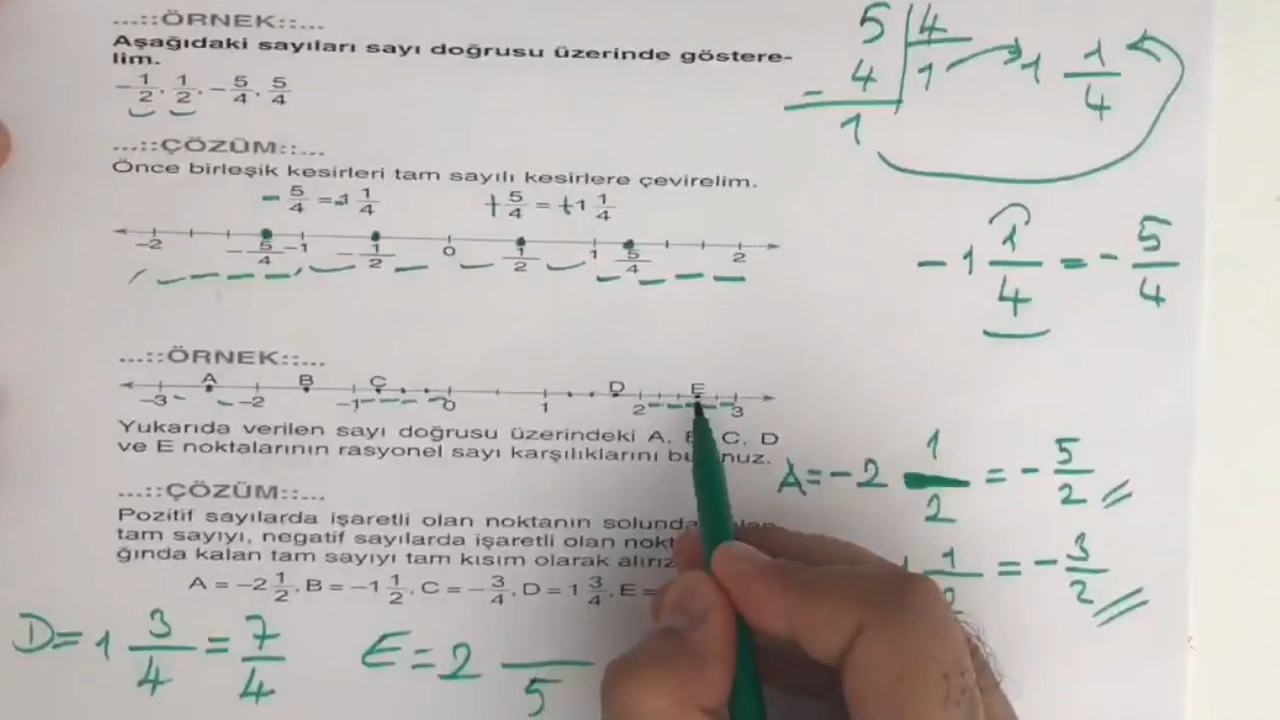 ...::ÖRNEK::...
Aşağıdaki sayıları sayı doğrusu üzerinde göstere-
lim.
-1/2, 1/2, -5/4, 5/4
...::ÇÖZÜM::...
Önce birleşik kesirleri tam sayılı kesirlere çevirelim.
-5/4 = -1 1/4 +5/4 = +1 1/4
-2 -5/4 -1 -1/2 0 1/2 1 5/4 2
...::ÖRNEK::...
A B C D E
-3 -2 -1 0 1 2 3
Yukarıda verilen sayı doğrusu üzerindeki A, C, D
ve E noktalarının rasyonel sayı karşılıklarını
...::ÇÖZÜM::...
Pozitif sayılarda işaretli olan noktanın
tam sayıyı, negatif sayılarda işaretli olan
ğında kalan tam sayıyı tam kısım olarak
A = -2 1/2, B = -1 1/2, C = -3/4, D = 1 3/4, E =
D = 1 3/4 = 7/4 E = 2 /5
5 4
- 4 1
1
1 1/4
-1 1/4 = -5/4
A = -2 1/2 = -5/2
1/2 = -3/2